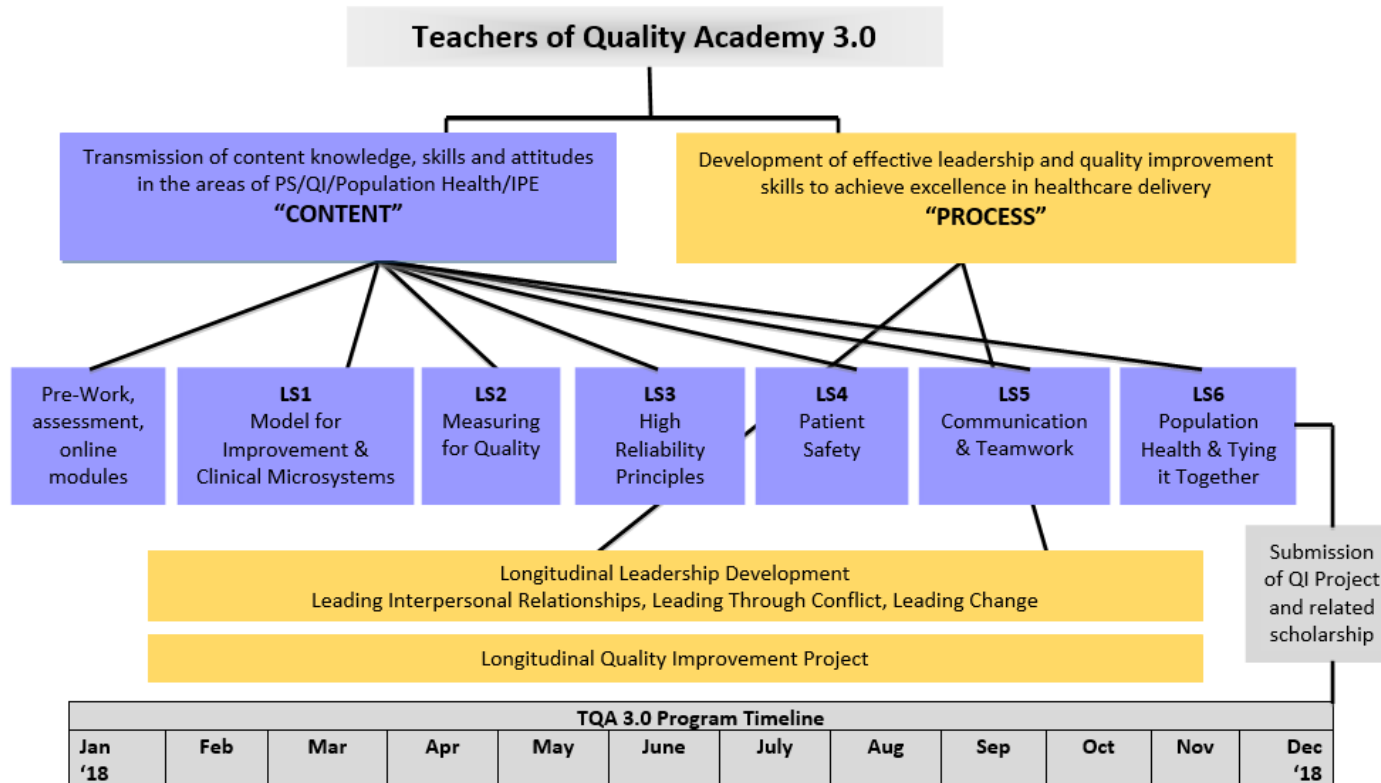 Teachers of Quality Academy 3.0
Transmission of content knowledge, skills and attitudes
in the areas of PS/QI/Population Health/IPE
“CONTENT”
Development of effective leadership and quality improvement
skills to achieve excellence in healthcare delivery
“PROCESS”
Pre-Work,
assessment,
online
modules
LS1
Model for
Improvement &
Clinical Microsystems
LS2
Measuring
for Quality
LS3
High
Reliability
Principles
LS4
Patient
Safety
LS5
Communication
& Teamwork
LS6
Population
Health & Tying
it Together
Submission
of QI Project
and related
scholarship
Longitudinal Leadership Development
Leading Interpersonal Relationships, Leading Through Conflict, Leading Change
Longitudinal Quality Improvement Project
TQA 3.0 Program Timeline
Jan Feb Mar Apr May June July Aug Sep Oct Nov Dec
‘18 ‘18